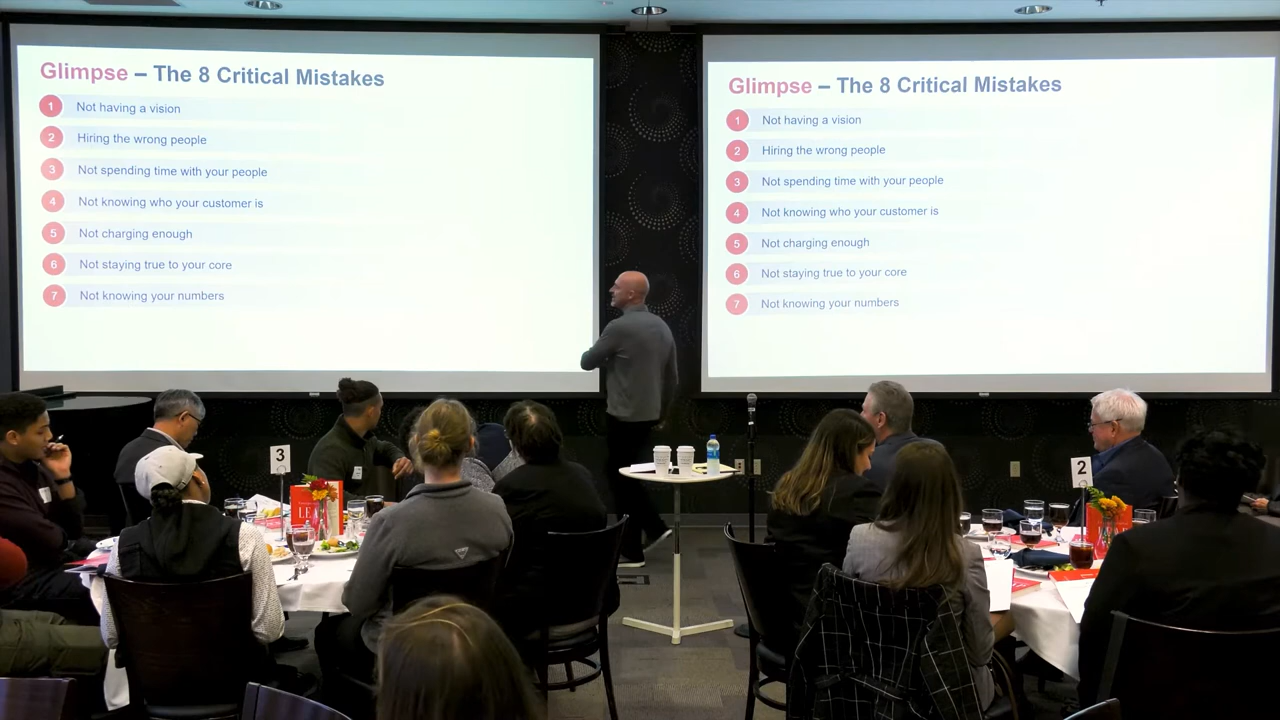 Glimpse – The 8 Critical Mistakes
1 Not having a vision
2 Hiring the wrong people
3 Not spending time with your people
4 Not knowing who your customer is
5 Not charging enough
6 Not staying true to your core
7 Not knowing your numbers
Glimpse – The 8 Critical Mistakes
1 Not having a vision
2 Hiring the wrong people
3 Not spending time with your people
4 Not knowing who your customer is
5 Not charging enough
6 Not staying true to your core
7 Not knowing your numbers
3
2